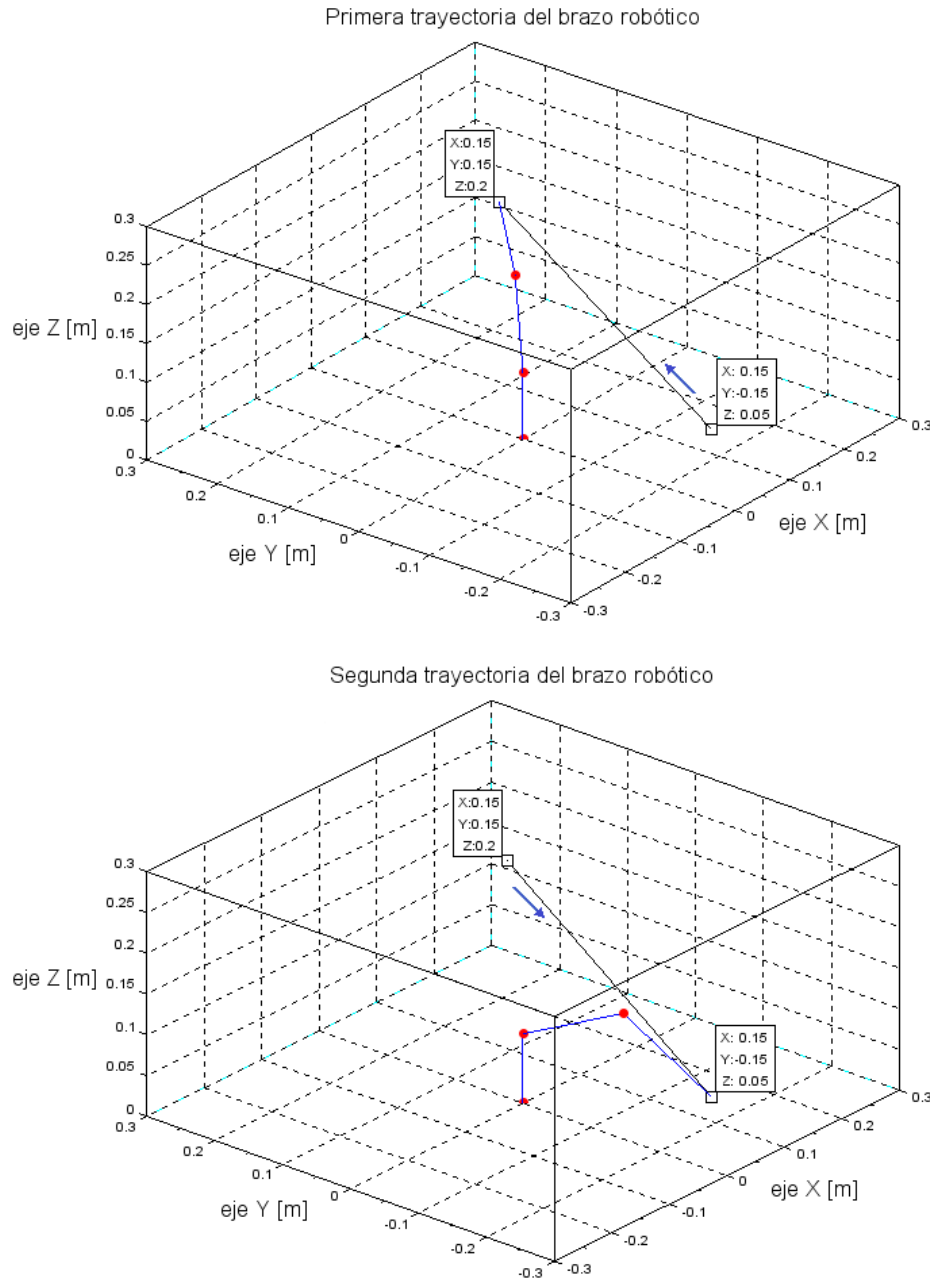 Primera trayectoria del brazo robótico
X:0.15
Y:0.15
Z:0.2
0.3
0.25
0.2
0.15
0.1
0.05
0
eje Z [m]
X: 0.15
Y:-0.15
Z: 0.05
0.3
0.2
0.1
0
-0.1
-0.2
-0.3
eje Y [m]
-0.3
-0.2
-0.1
0
0.1
0.2
0.3
eje X [m]
Segunda trayectoria del brazo robótico
X:0.15
Y:0.15
Z:0.2
0.3
0.25
0.2
0.15
0.1
0.05
0
eje Z [m]
X: 0.15
Y:-0.15
Z: 0.05
0.3
0.2
0.1
0
-0.1
-0.2
-0.3
eje Y [m]
-0.3
-0.2
-0.1
0
0.1
0.2
0.3
eje X [m]